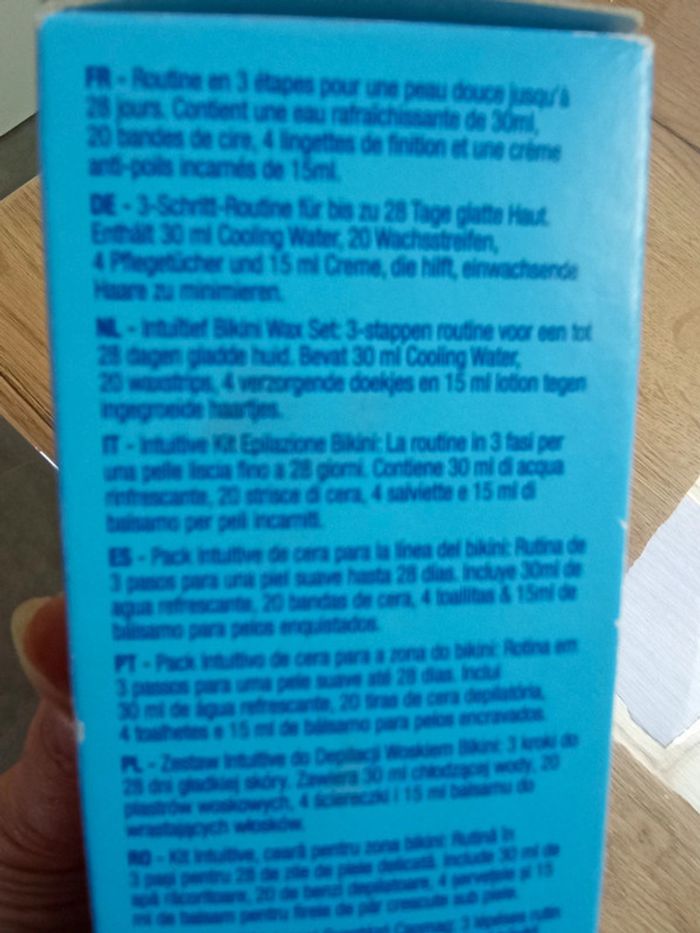 FR - Routine en 3 étapes pour une peau douce jusqu'à
28 jours. Contient une eau rafraîchissante de 30ml,
20 bandes de cire, 4 lingettes de finition et une crème
anti-poils incarnés de 15ml.
DE - 3-Schritt-Routine für bis zu 28 Tage glatte Haut.
Enthält 30 ml Cooling Water, 20 Wachsstreifen,
4 Pflegetücher und 15 ml Creme, die hilft, einwachsende
Haare zu minimieren.
NL - Intuïtief Bikini Wax Set: 3-stappen routine voor een tot
28 dagen gladde huid. Bevat 30 ml Cooling Water,
20 waxstrips, 4 verzorgende doekjes en 15 ml lotion tegen
ingegroeide haartjes.
IT - Intuitive Kit Epilazione Bikini: La routine in 3 fasi per
una pelle liscia fino a 28 giorni. Contiene 30 ml di acqua
rinfrescante, 20 strisce di cera, 4 salviette e 15 ml di
balsamo per peli incarniti.
ES - Pack Intuitive de cera para la línea del bikini: Rutina de
3 pasos para una piel suave hasta 28 días. Incluye 30ml de
agua refrescante, 20 bandas de cera, 4 toallitas & 15ml de
bálsamo para pelos enquistados.
PT - Pack Intuitivo de cera para a zona do bikini: Rotina em
3 passos para uma pele suave até 28 dias. Inclui
30 ml de água refrescante, 20 tiras de cera depilatória,
4 toalhetes e 15 ml de bálsamo para pelos encravados.
PL - Zestaw Intuitive do Depilacji Woskiem Bikini: 3 kroki do
28 dni gładkiej skóry. Zawiera 30 ml chłodzącej wody, 20
plastrów woskowych, 4 ściereczki i 15 ml balsamu do
wrastających włosków.
RO - Kit Intuitive, ceară pentru zona bikini: Rutină în
3 pași pentru 28 de zile de piele delicată. Include 30 ml de
apă răcoritoare, 20 de benzi depilatoare, 4 șervețele și 15
ml de balsam pentru firele de păr crescute sub piele.